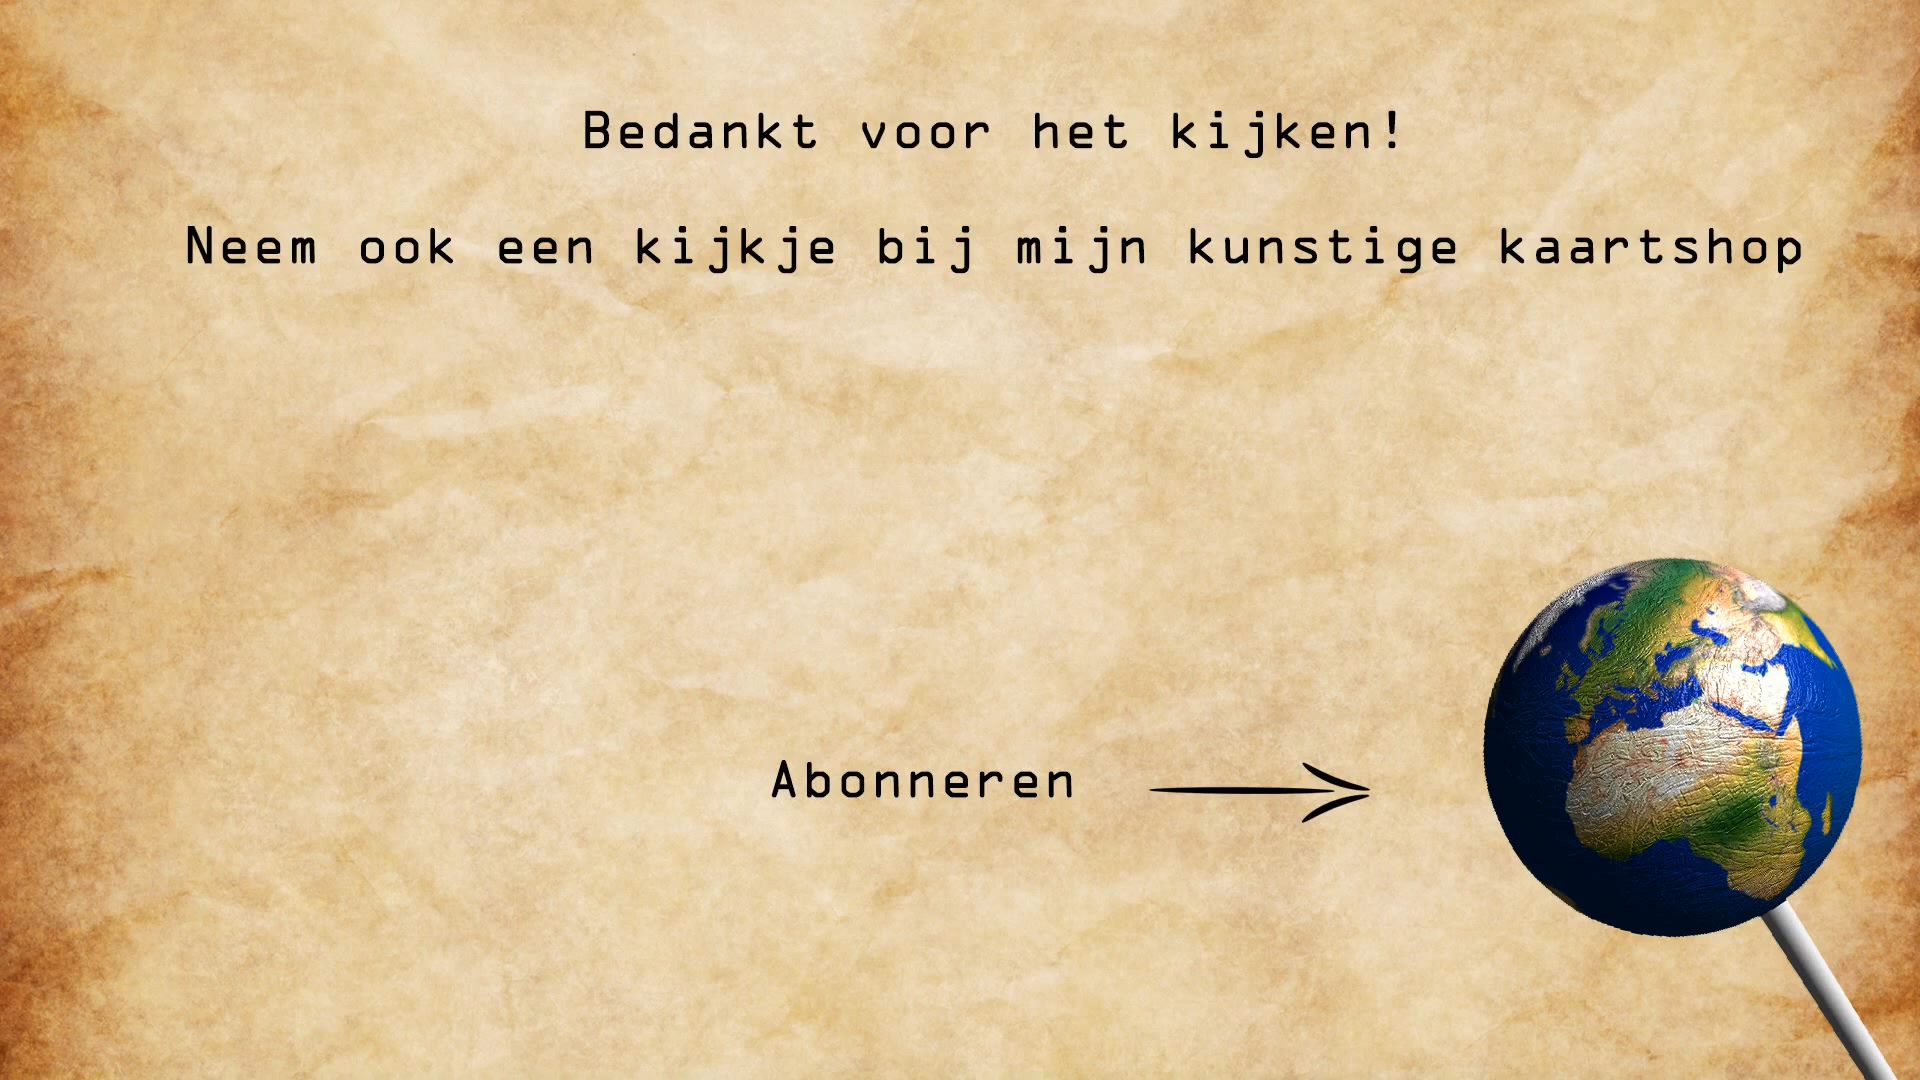 Bedankt voor het kijken!
Neem ook een kijkje bij mijn kunstige kaartshop
Abonneren